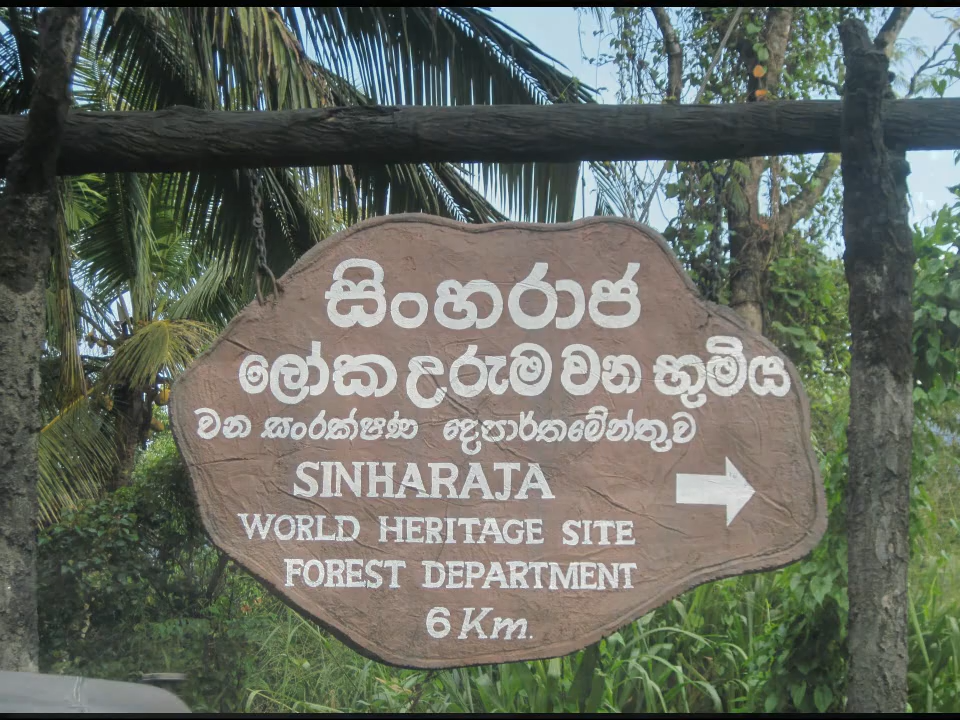 සිංහරාජ
ලෝක උරුම වන භූමිය
වන සංරක්ෂණ දෙපාර්තමේන්තුව
SINHARAJA
WORLD HERITAGE SITE
FOREST DEPARTMENT
6 Km.